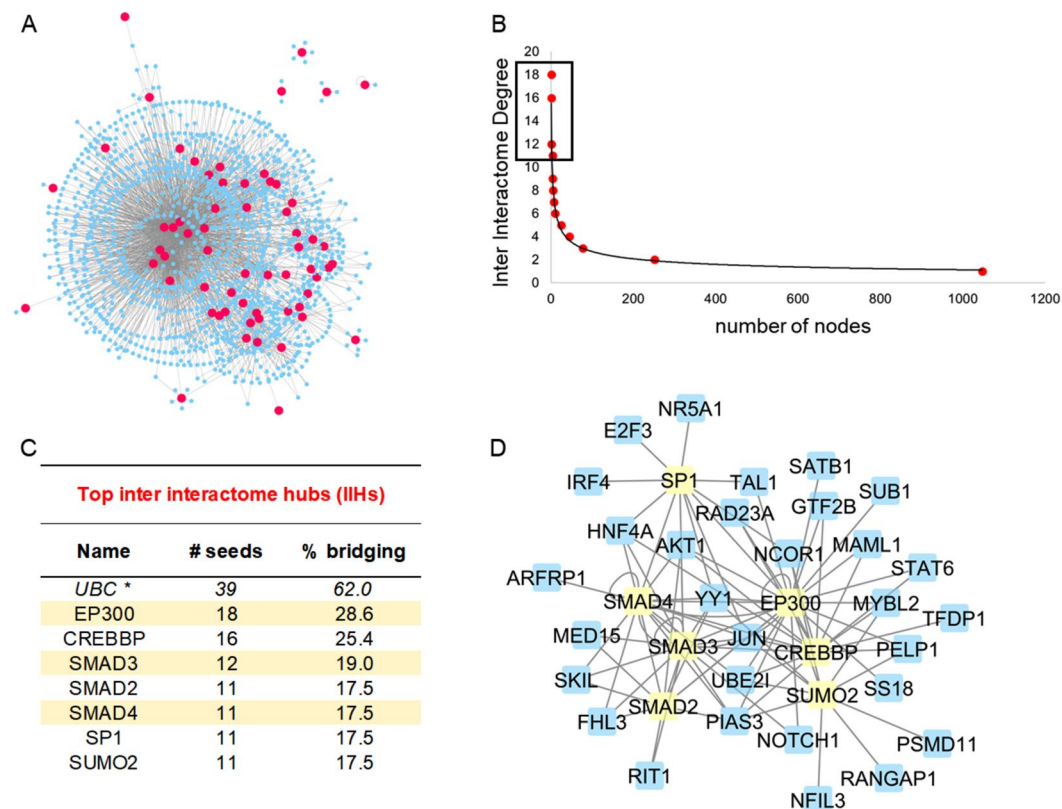 A
B
Inter Interactome Degree
20
18
16
14
12
10
8
6
4
2
0
0
200
400
600
800
1000
1200
number of nodes
C
Top inter interactome hubs (IIHs)
Name # seeds % bridging
UBC * 39 62.0
EP300 18 28.6
CREBBP 16 25.4
SMAD3 12 19.0
SMAD2 11 17.5
SMAD4 11 17.5
SP1 11 17.5
SUMO2 11 17.5
D
NR5A1
E2F3
SATB1
IRF4
SP1
TAL1
GTF2B
SUB1
RAD23A
HNF4A
AKT1
NCOR1
MAML1
STAT6
ARFRP1
SMAD4
YY1
EP300
MYBL2
TFDP1
MED15
SMAD3
JUN
CREBBP
PELP1
SKIL
UBE2I
SUMO2
SS18
FHL3
SMAD2
PIAS3
NOTCH1
PSMD11
RIT1
RANGAP1
NFIL3